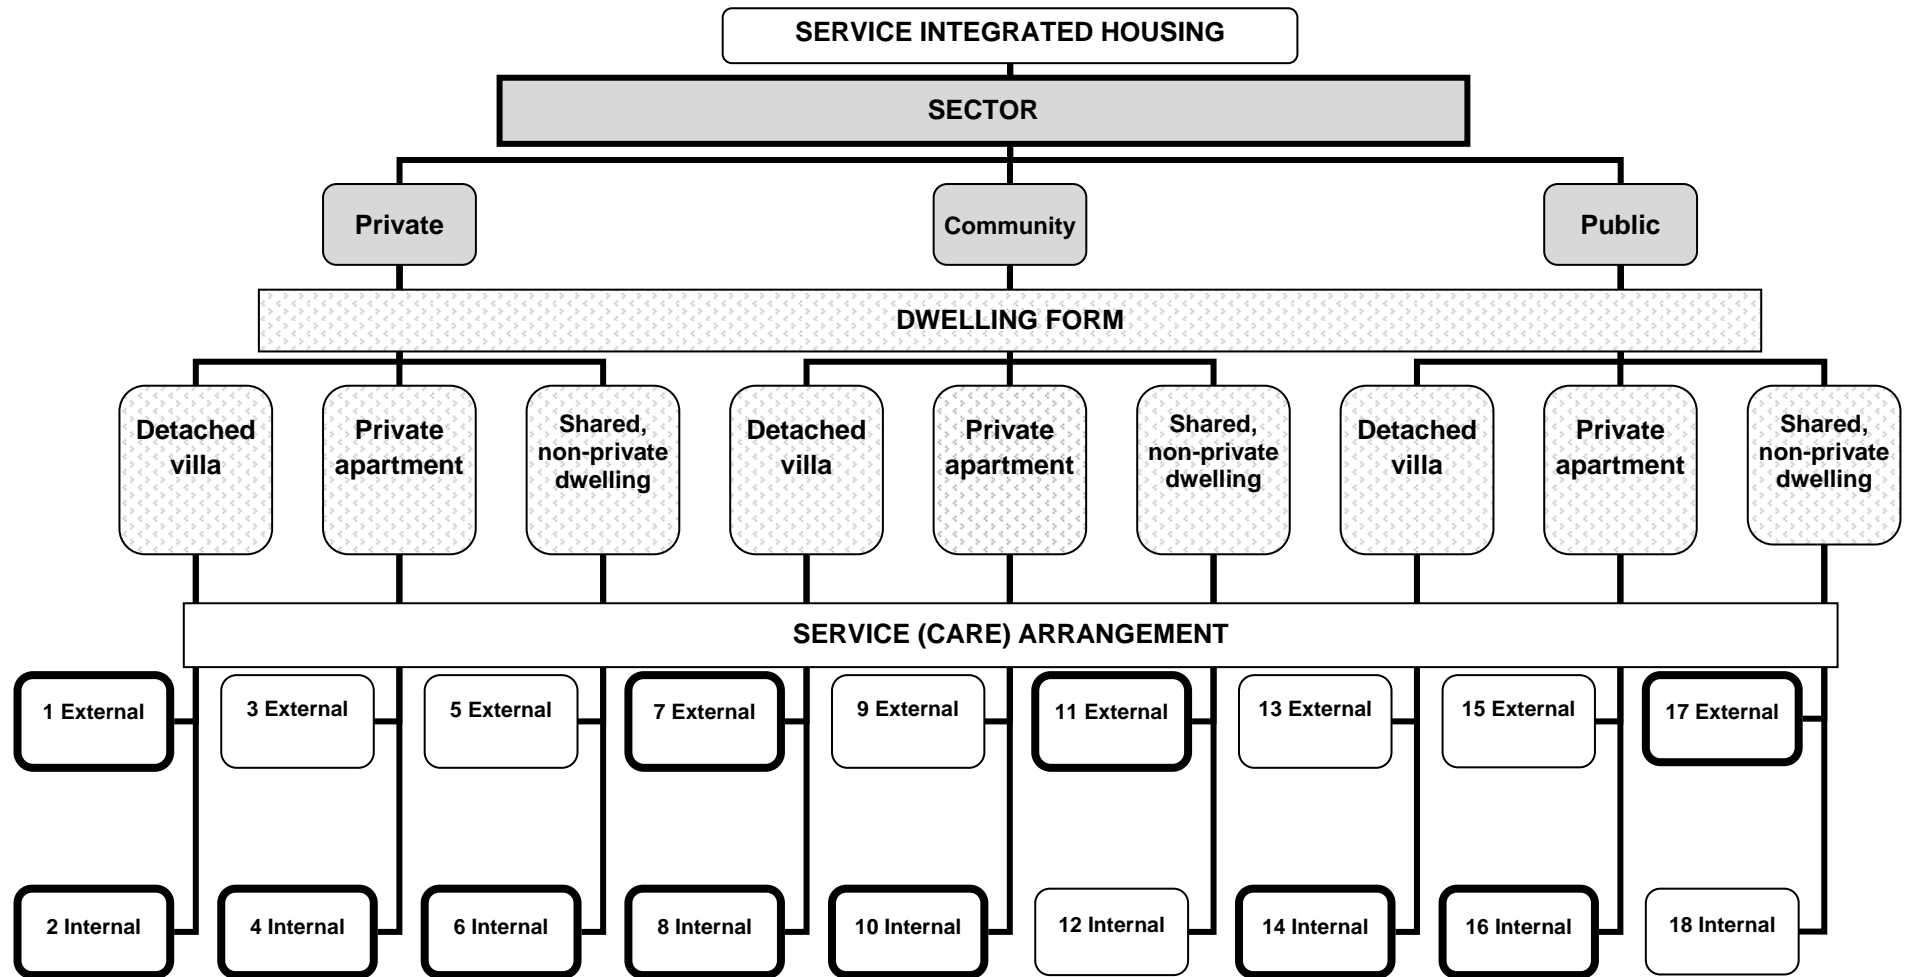 SERVICE INTEGRATED HOUSING
SECTOR
Private
Community
Public
DWELLING FORM
Detached
villa
Private
apartment
Shared,
non-private
dwelling
Detached
villa
Private
apartment
Shared,
non-private
dwelling
Detached
villa
Private
apartment
Shared,
non-private
dwelling
SERVICE (CARE) ARRANGEMENT
1 External
3 External
5 External
7 External
9 External
11 External
13 External
15 External
17 External
2 Internal
4 Internal
6 Internal
8 Internal
10 Internal
12 Internal
14 Internal
16 Internal
18 Internal